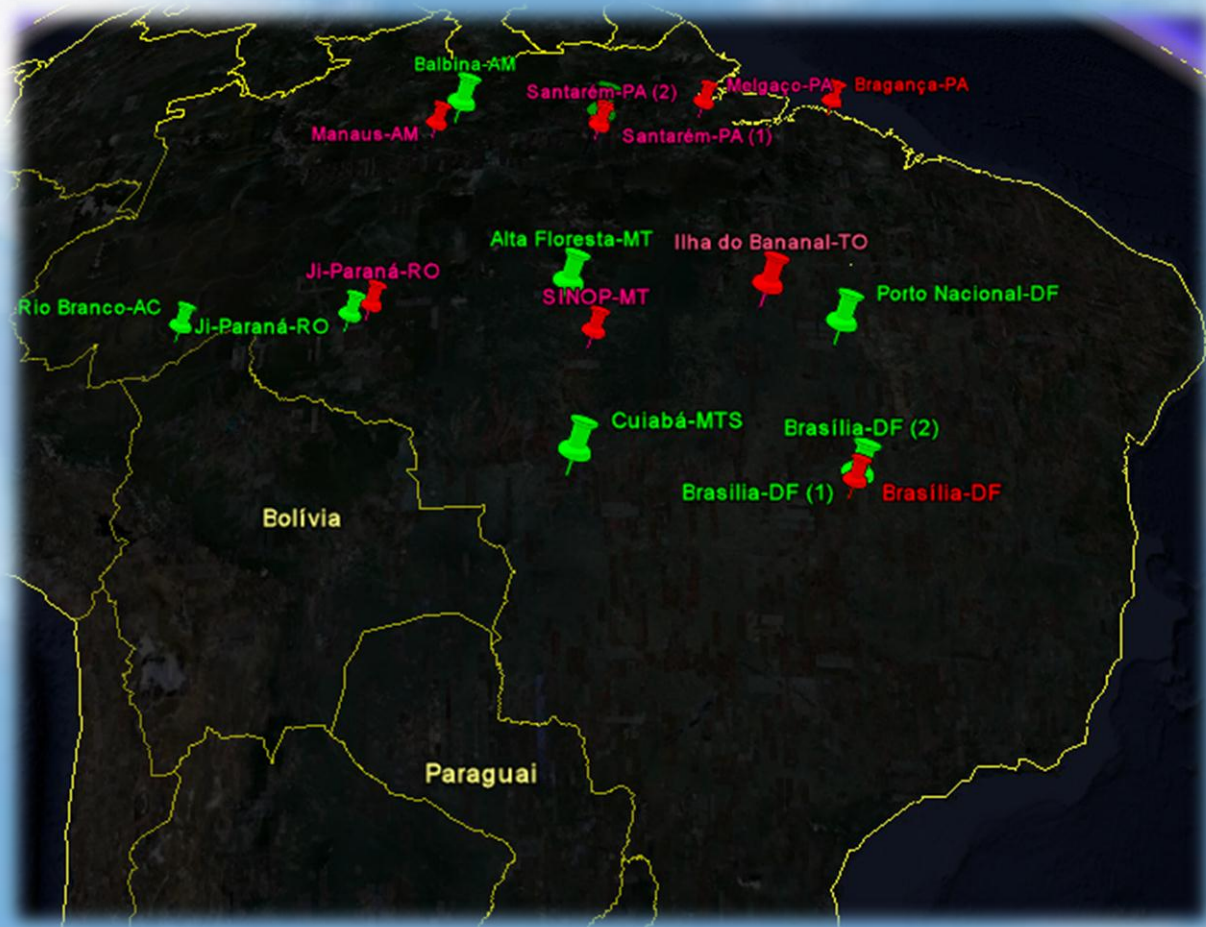 Balbina-AM
Santarém-PA (2)
Melgaço-PA
Bragança-PA
Manaus-AM
Santarém-PA (1)
Alta Floresta-MT
Ilha do Bananal-TO
Ji-Paraná-RO
SINOP-MT
Porto Nacional-DF
Rio Branco-AC
Ji-Paraná-RO
Cuiabá-MTS
Brasília-DF (2)
Brasilia-DF (1)
Brasília-DF
Bolívia
Paraguai